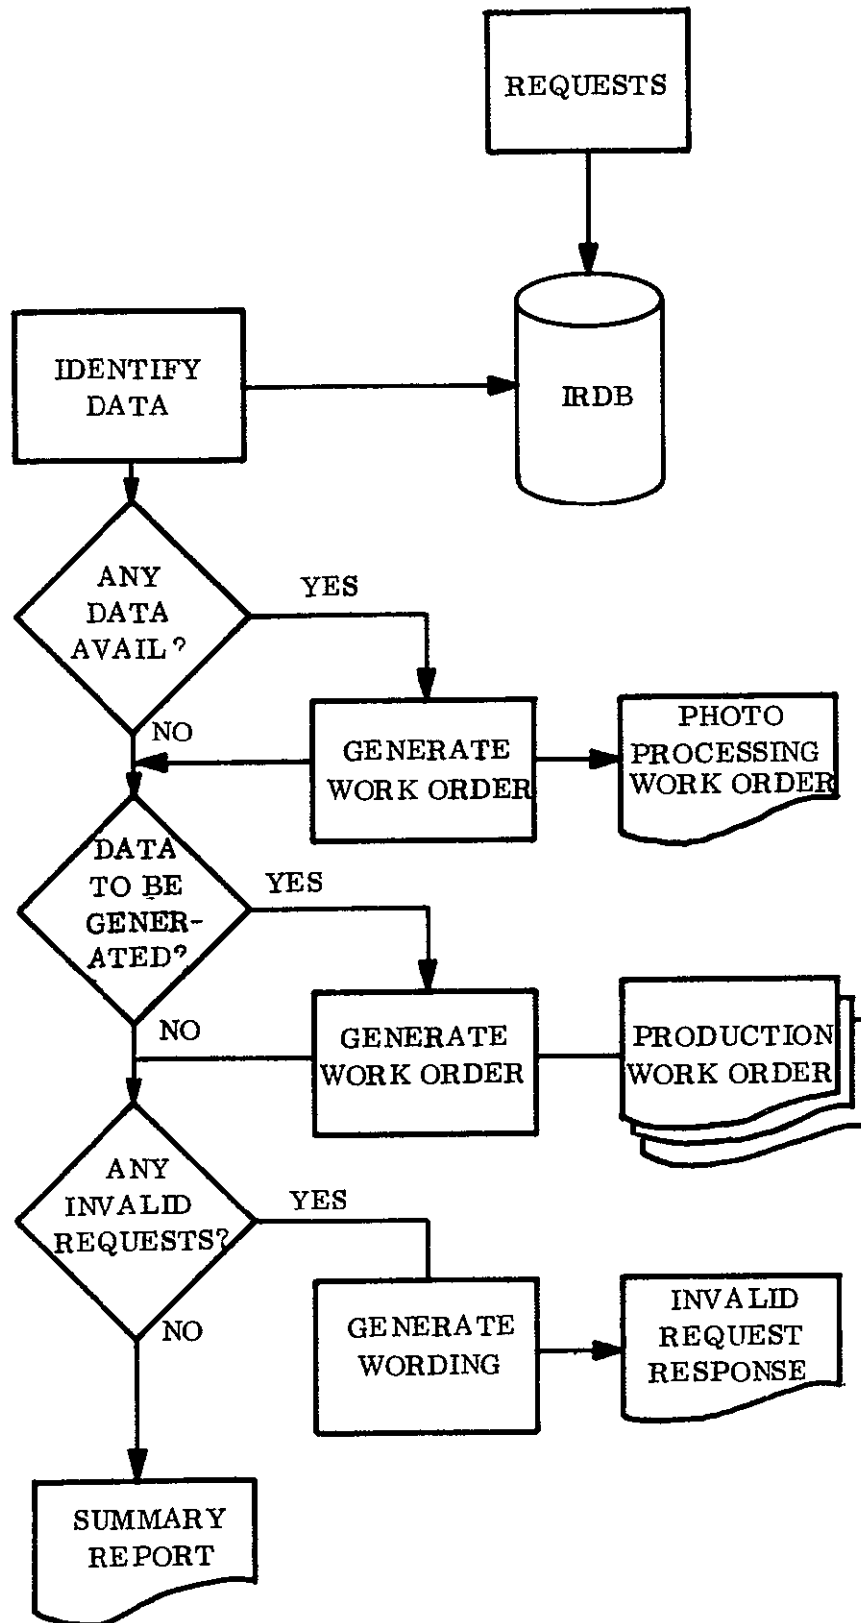 REQUESTS
IDENTIFY
DATA
IRDB
ANY
DATA
AVAIL?
YES
NO
GENERATE
WORK ORDER
PHOTO
PROCESSING
WORK ORDER
DATA
TO BE
GENER-
ATED?
YES
NO
GENERATE
WORK ORDER
PRODUCTION
WORK ORDER
ANY
INVALID
REQUESTS?
YES
NO
GENERATE
WORDING
INVALID
REQUEST
RESPONSE
SUMMARY
REPORT